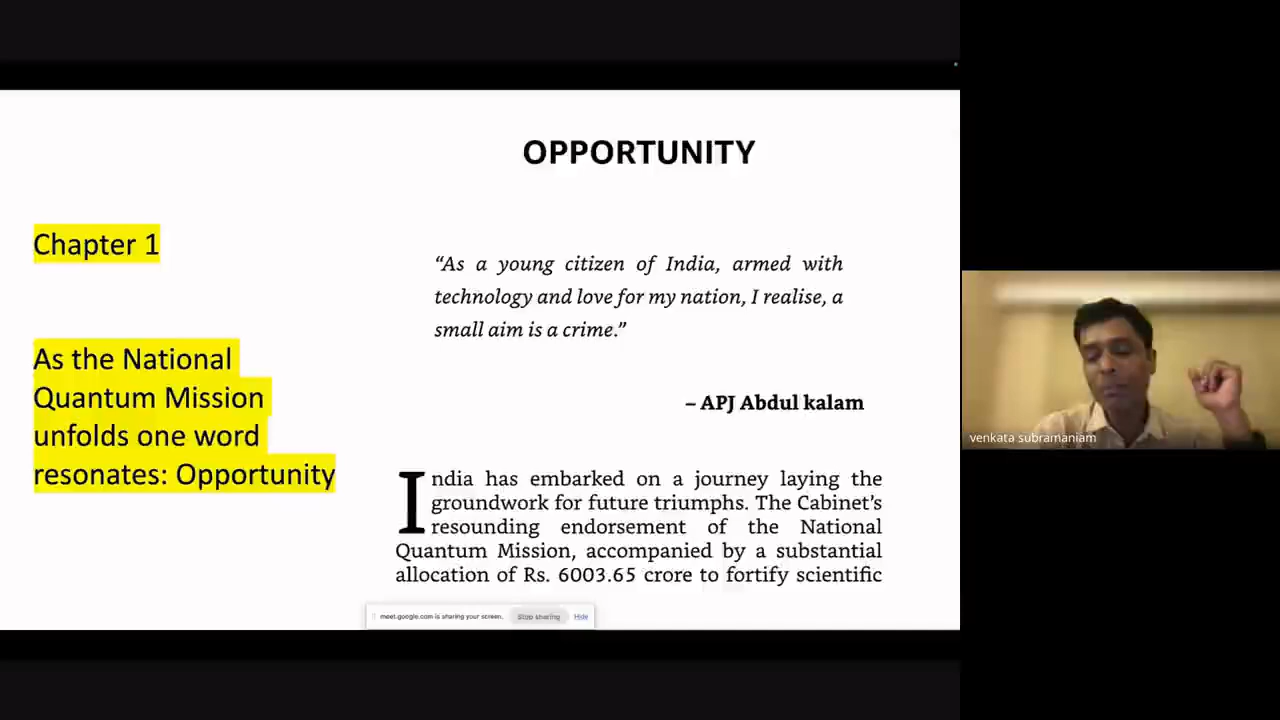 OPPORTUNITY
Chapter 1
As the National
Quantum Mission
unfolds one word
resonates: Opportunity
“As a young citizen of India, armed with
technology and love for my nation, I realise, a
small aim is a crime.”
– APJ Abdul kalam
India has embarked on a journey laying the
groundwork for future triumphs. The Cabinet’s
resounding endorsement of the National
Quantum Mission, accompanied by a substantial
allocation of Rs. 6003.65 crore to fortify scientific
meet.google.com is sharing your screen.
Stop sharing
Hide
venkata subramaniam